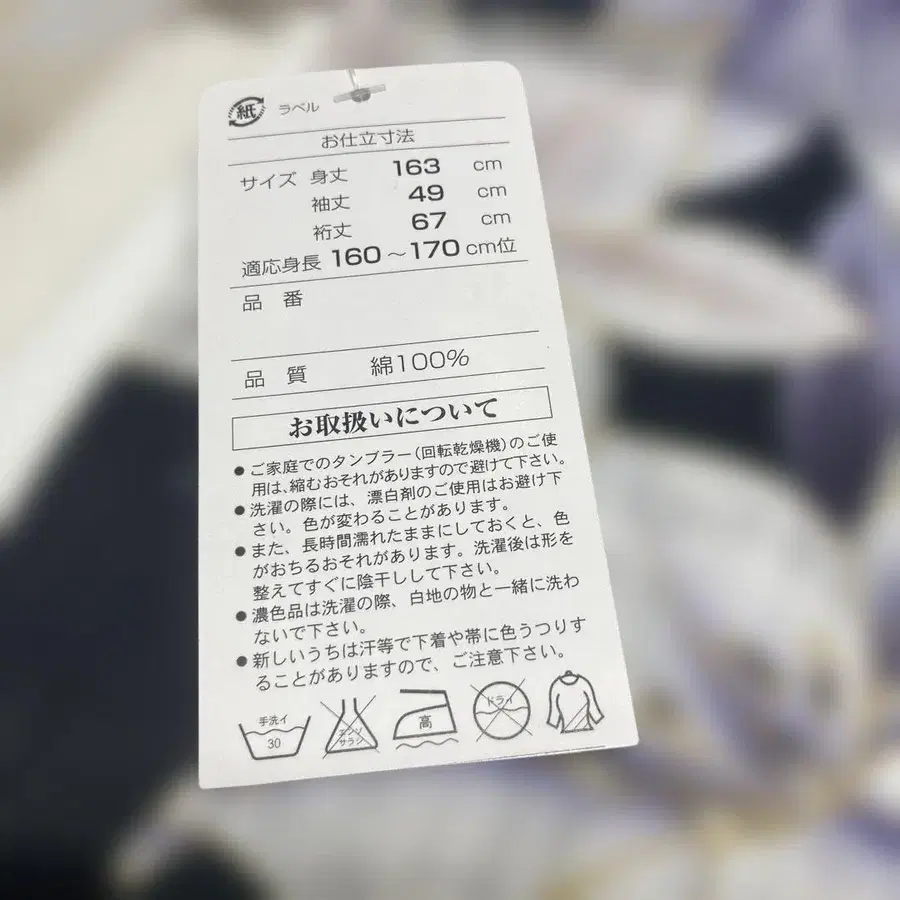 紙 ラベル
お仕立寸法
サイズ 身丈 163 cm
袖丈 49 cm
裄丈 67 cm
適応身長 160 ～170 cm位
品 番
品 質 綿100%
お取扱いについて
● ご家庭でのタンブラー（回転乾燥機）のご使
用は、縮むおそれがありますので避けて下さい。
● 洗濯の際には、漂白剤のご使用はお避け下
さい。色が変わることがあります。
● また、長時間濡れたままにしておくと、色
がおちるおそれがあります。洗濯後は形を
整えてすぐに陰干しして下さい。
● 濃色品は洗濯の際、白地の物と一緒に洗わ
ないで下さい。
● 新しいうちは汗等で下着や帯に色うつりす
ることがありますので、ご注意下さい。
手洗イ
30
エンソ
サラシ
高
ドライ